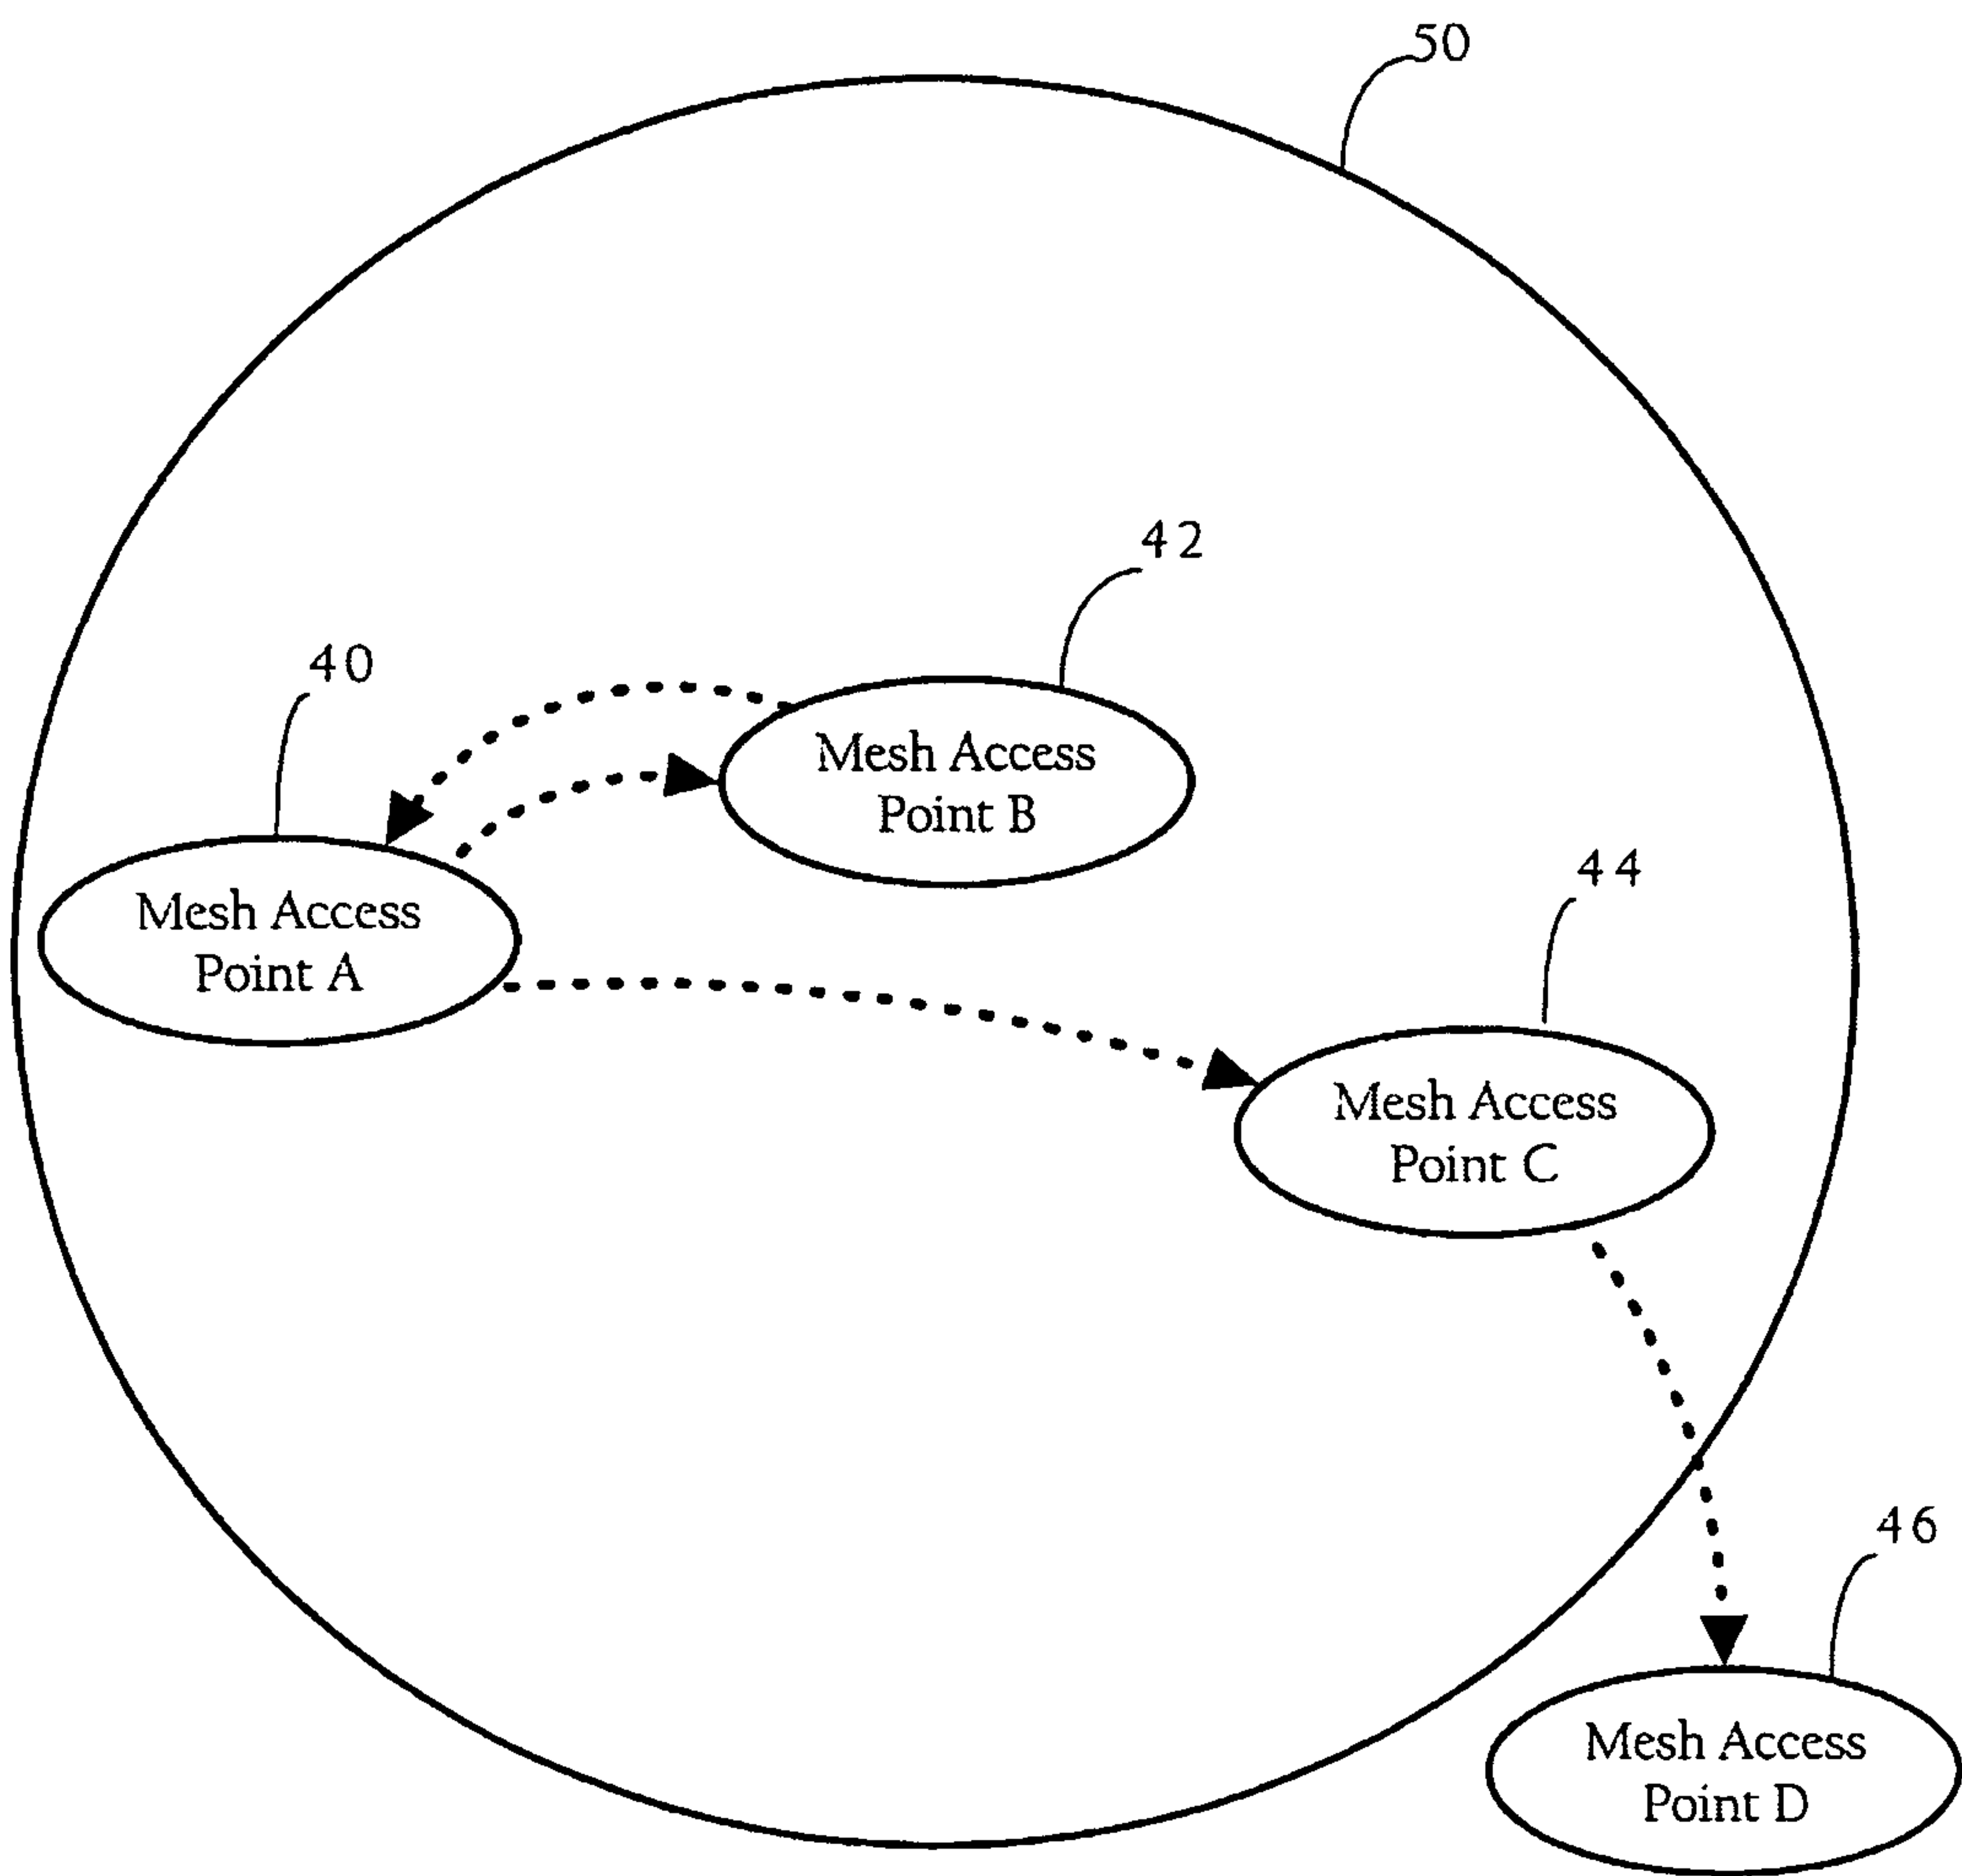 50
42
40
Mesh Access
Point B
44
Mesh Access
Point A
Mesh Access
Point C
46
Mesh Access
Point D